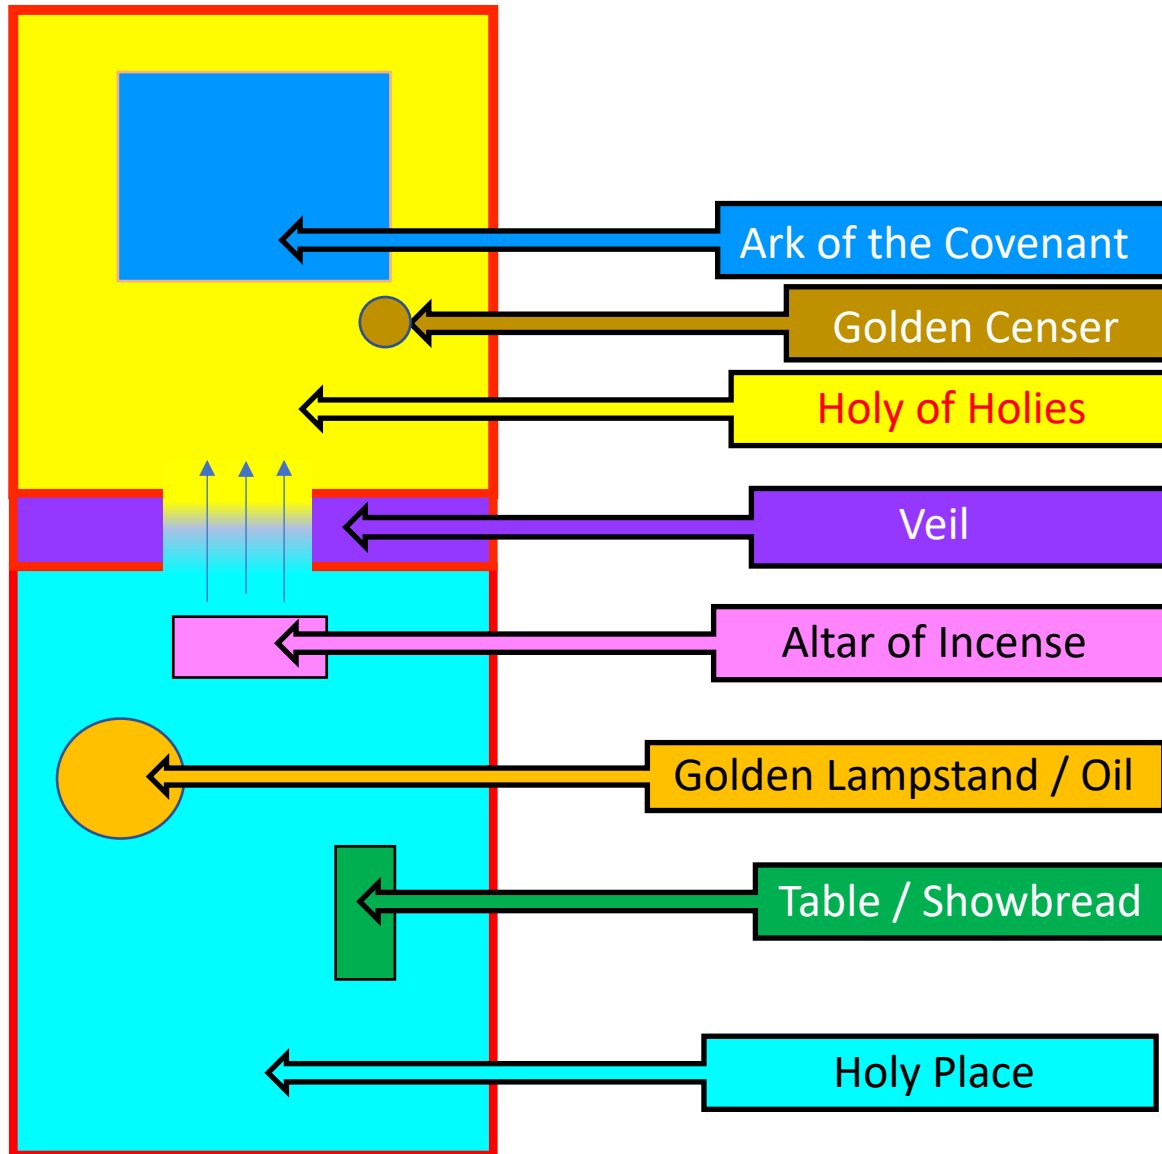 Ark of the Covenant
Golden Censer
Holy of Holies
Veil
Altar of Incense
Golden Lampstand / Oil
Table / Showbread
Holy Place